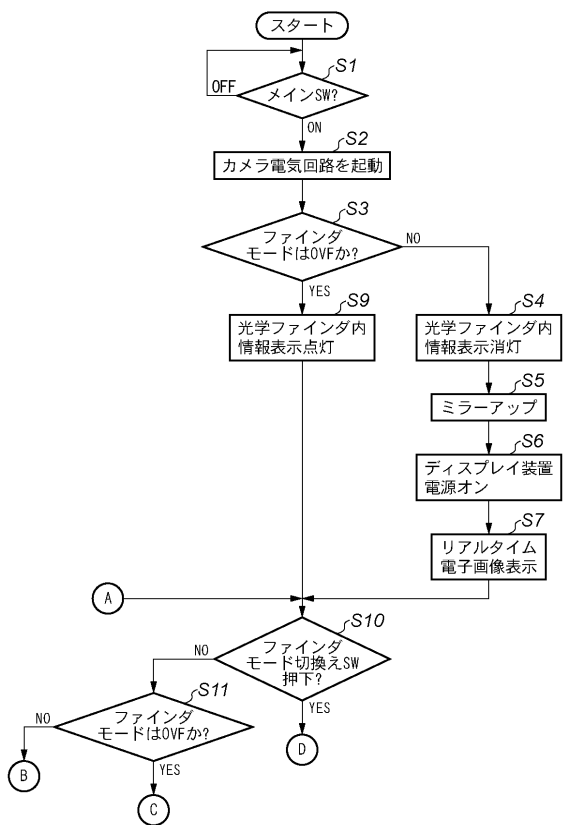 スタート
S1
メインSW?
OFF
ON
S2
カメラ電気回路を起動
S3
ファインダ
モードはOVFか?
NO
YES
S9
光学ファインダ内
情報表示点灯
S4
光学ファインダ内
情報表示消灯
S5
ミラーアップ
S6
ディスプレイ装置
電源オン
S7
リアルタイム
電子画像表示
A
S10
ファインダ
モード切換えSW
押下?
NO
YES
D
S11
ファインダ
モードはOVFか?
NO
YES
B
C